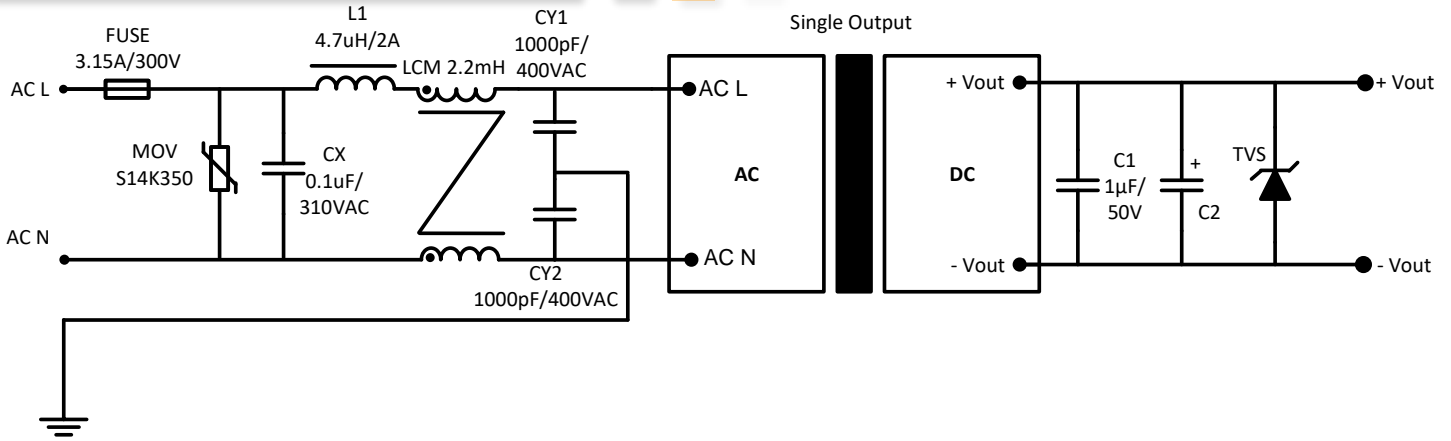 Single Output
FUSE
3.15A/300V
L1
4.7uH/2A
LCM 2.2mH
CY1
1000pF/
400VAC
AC L
AC L
+ Vout
+ Vout
MOV
S14K350
CX
0.1uF/
310VAC
AC
DC
C1
1µF/
50V
+
C2
TVS
AC N
AC N
- Vout
- Vout
CY2
1000pF/400VAC